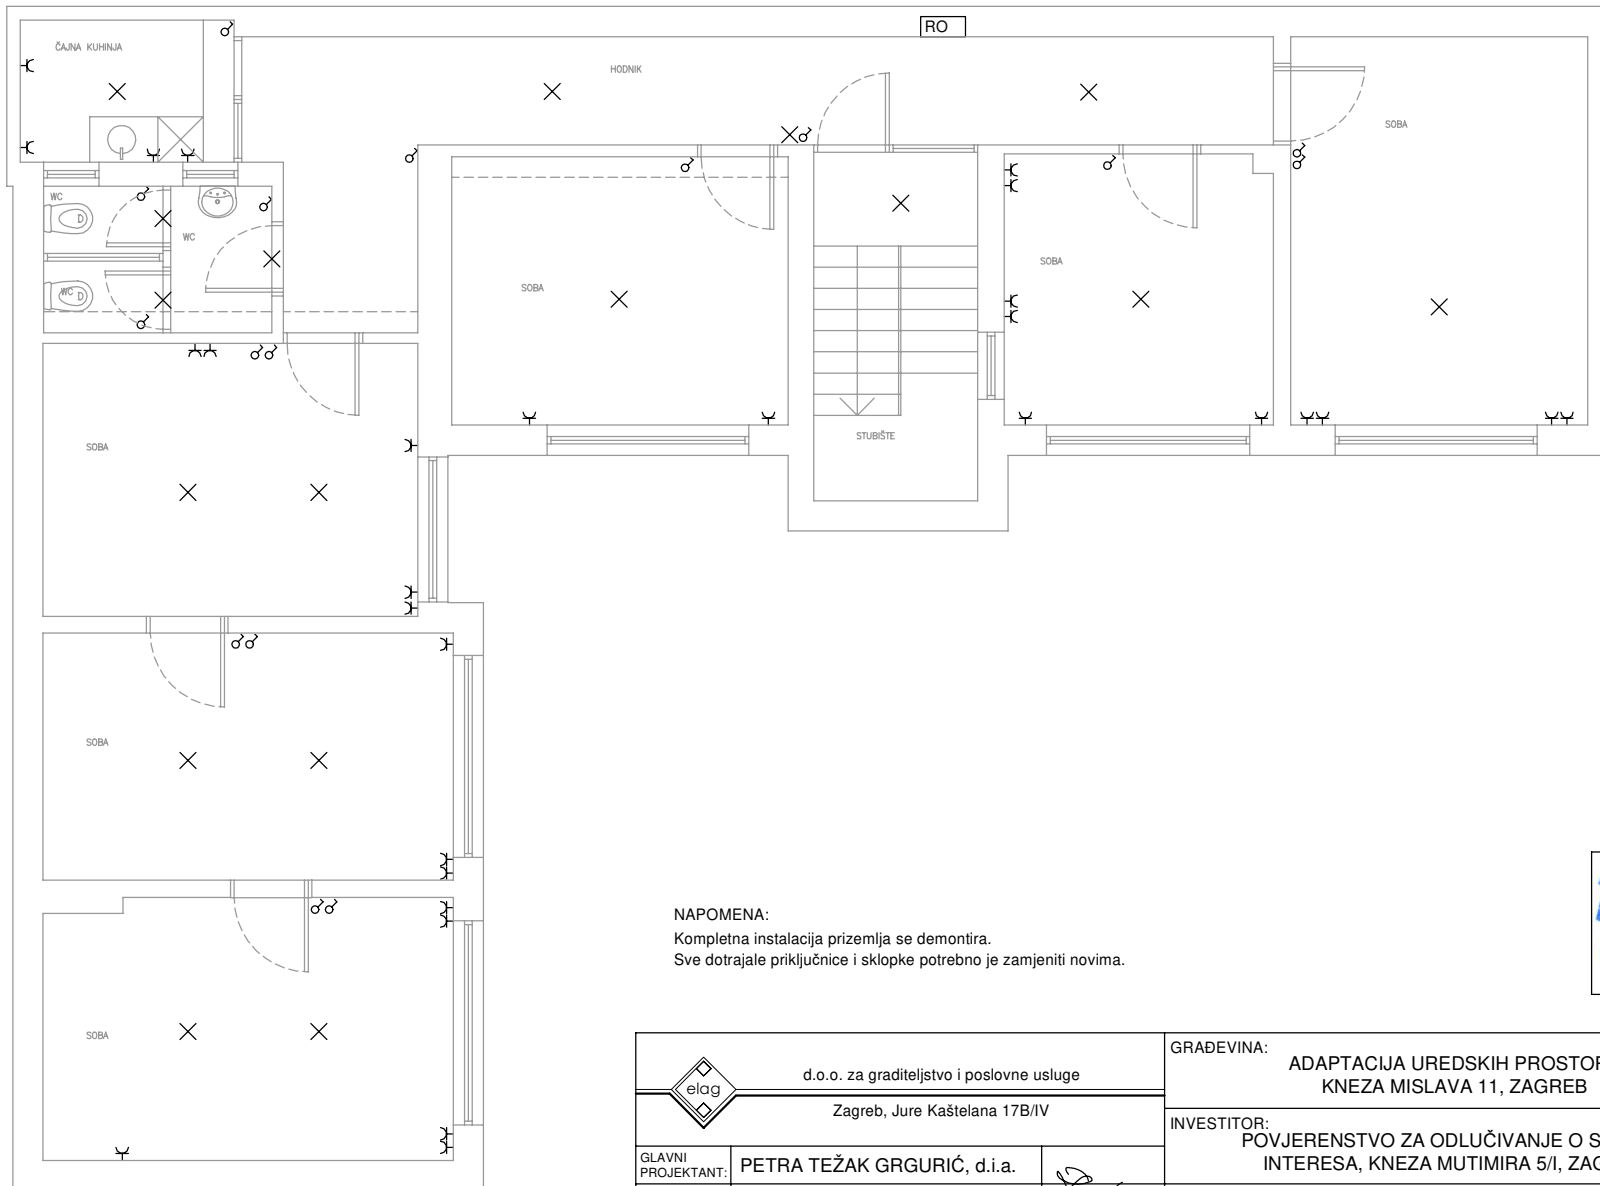 RO
ČAJNA KUHINJA
HODNIK
SOBA
WC
WC
WC
SOBA
SOBA
STUBIŠTE
SOBA
SOBA
SOBA
NAPOMENA:
Kompletna instalacija prizemlja se demontira.
Sve dotrajale priključnice i sklopke potrebno je zamjeniti novima.
elag
d.o.o. za graditeljstvo i poslovne usluge
Zagreb, Jure Kaštelana 17B/IV
GLAVNI
PROJEKTANT:
PETRA TEŽAK GRGURIĆ, d.i.a.
GRAĐEVINA:
ADAPTACIJA UREDSKIH PROSTOR
KNEZA MISLAVA 11, ZAGREB
INVESTITOR:
POVJERENSTVO ZA ODLUČIVANJE O S
INTERESA, KNEZA MUTIMIRA 5/I, ZAG